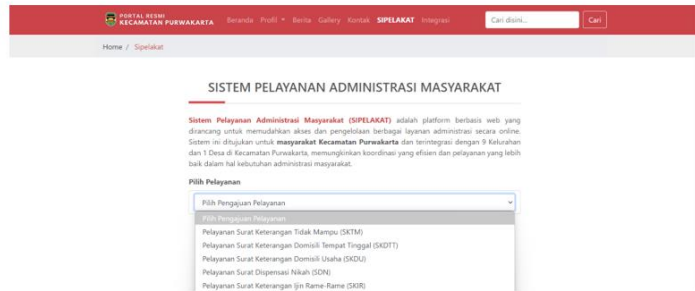 PORTAL RESMI
KECAMATAN PURWAKARTA
Beranda Profil Berita Gallery Kontak SIPELAKAT Integrasi
Cari disini...
Cari
Home / Sipelakat
SISTEM PELAYANAN ADMINISTRASI MASYARAKAT
Sistem Pelayanan Administrasi Masyarakat (SIPELAKAT) adalah platform berbasis web yang
dirancang untuk memudahkan akses dan pengelolaan berbagai layanan administrasi secara online.
Sistem ini ditujukan untuk masyarakat Kecamatan Purwakarta dan terintegrasi dengan 9 Kelurahan
dan 1 Desa di Kecamatan Purwakarta, memungkinkan koordinasi yang efisien dan pelayanan yang lebih
baik dalam hal kebutuhan administrasi masyarakat.
Pilih Pelayanan
Pilih Pengajuan Pelayanan
Pilih Pengajuan Pelayanan
Pelayanan Surat Keterangan Tidak Mampu (SKTM)
Pelayanan Surat Keterangan Domisili Tempat Tinggal (SKDTT)
Pelayanan Surat Keterangan Domisili Usaha (SKDU)
Pelayanan Surat Dispensasi Nikah (SDN)
Pelayanan Surat Keterangan Ijin Rame-Rame (SKIR)